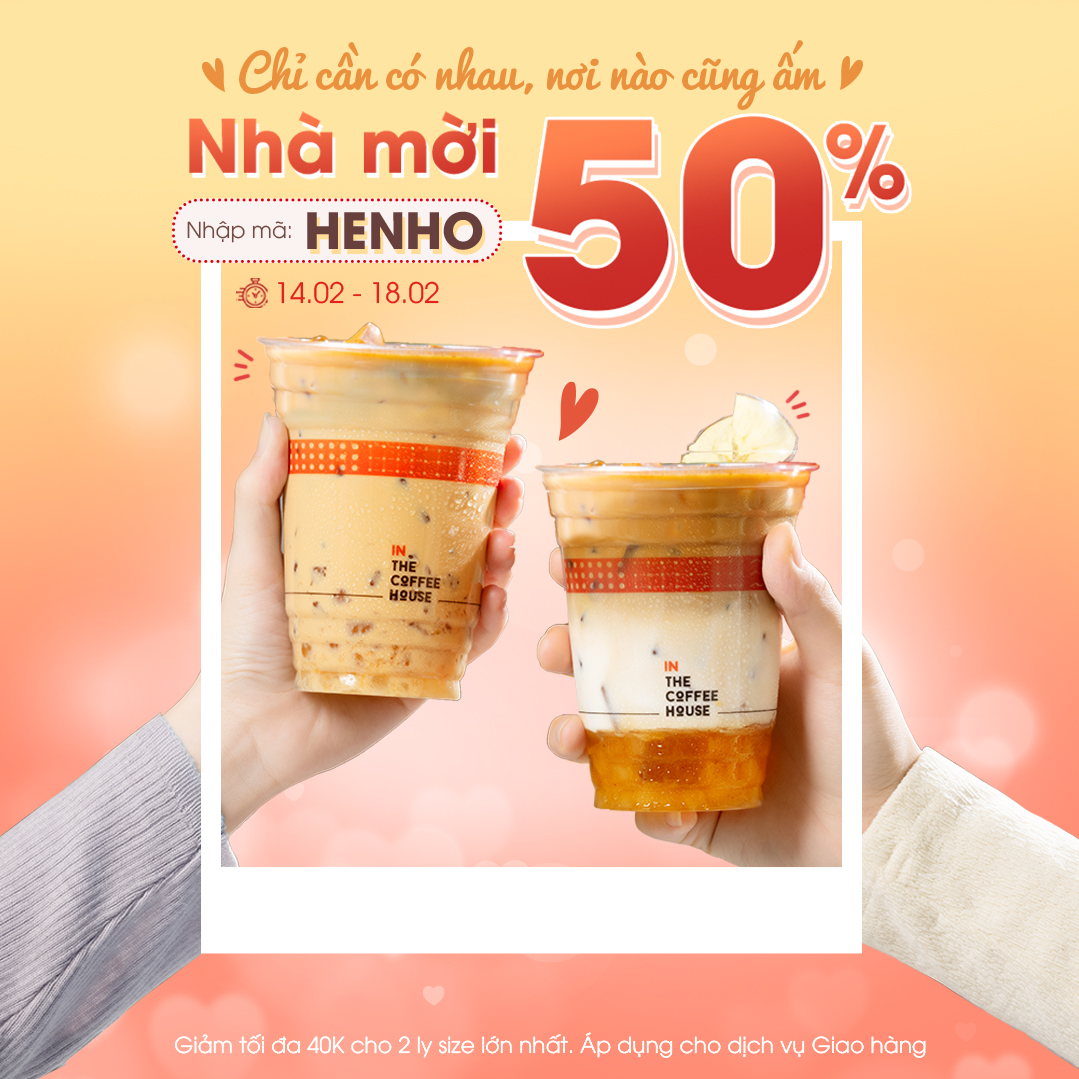 Chỉ cần có nhau, nơi nào cũng ấm
Nhà mời 50%
Nhập mã: HENHO
14.02 - 18.02
IN
THE
COFFEE
HOUSE
IN
THE
COFFEE
HOUSE
Giảm tối đa 40K cho 2 ly size lớn nhất. Áp dụng cho dịch vụ Giao hàng